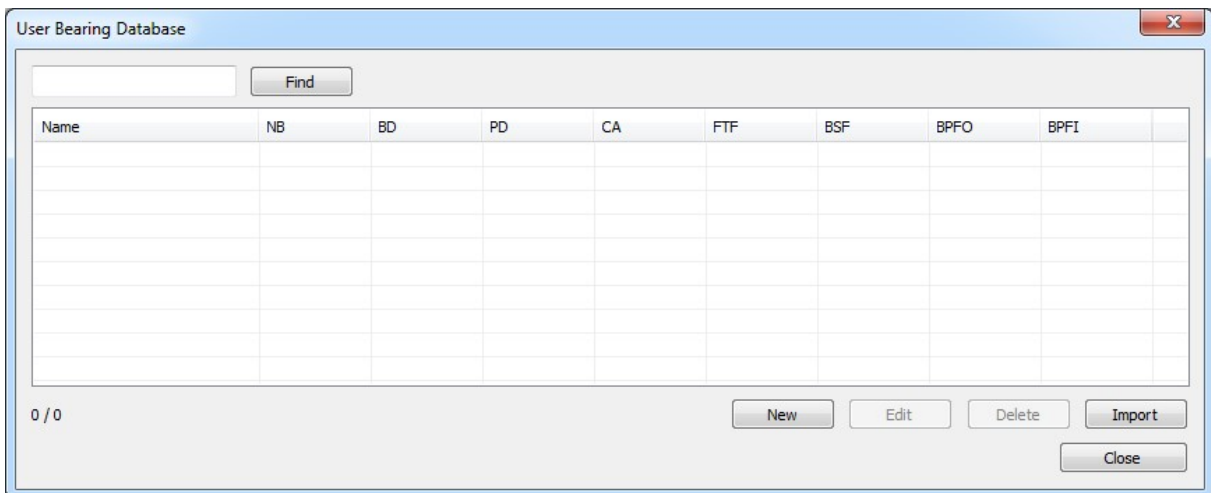 User Bearing Database
Find
Name NB BD PD CA FTF BSF BPFO BPFI
0 / 0 New Edit Delete Import
Close